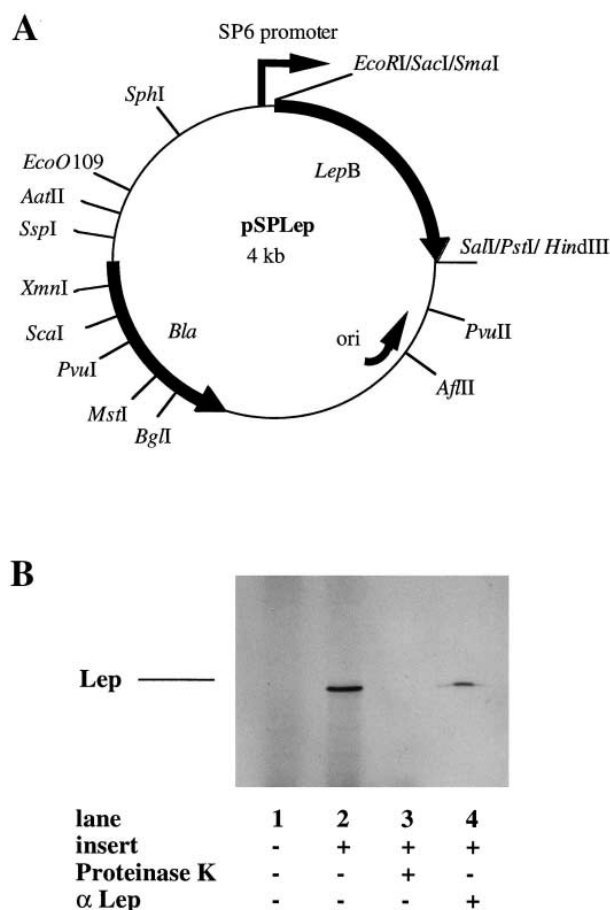 A
SP6 promoter
EcoRI/SacI/SmaI
SphI
EcoO109
LepB
AatII
SspI
pSPLep
4 kb
SalI/PstI/ HindIII
XmnI
Bla
ScaI
ori
PvuII
PvuI
AflII
MstI
BglI
B
Lep
lane 1 2 3 4
insert - + + +
Proteinase K - - + -
α Lep - - - +